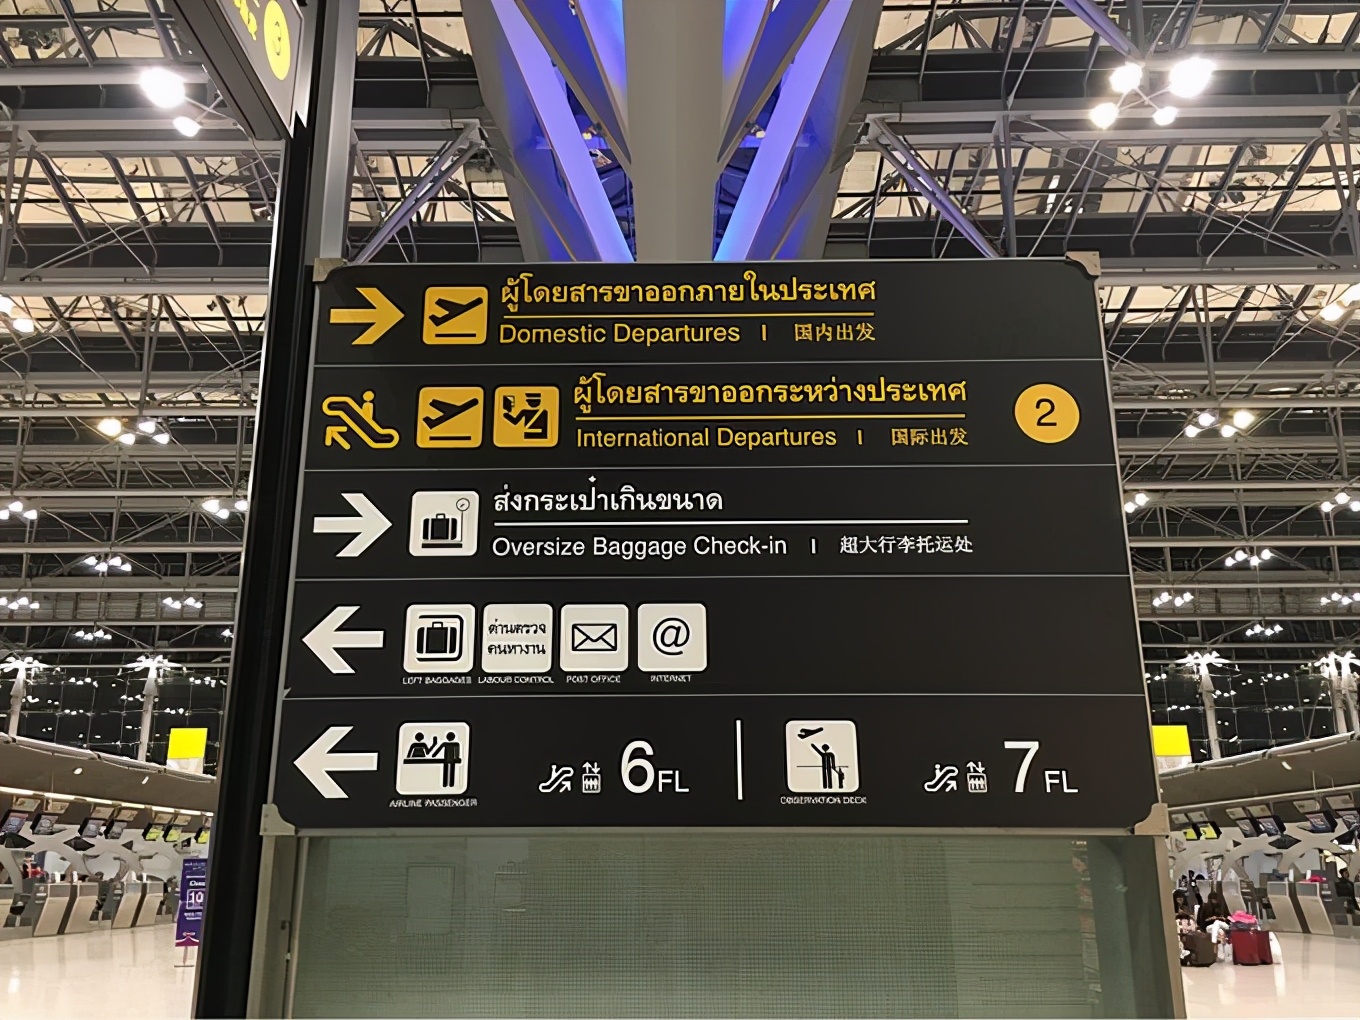 ผู้โดยสารขาออกภายในประเทศ
Domestic Departures | 国内出发
ผู้โดยสารขาออกระหว่างประเทศ
International Departures | 国际出发
2
ส่งกระเป๋าเกินขนาด
Oversize Baggage Check-in | 超大行李托运处
ด่านตรวจ
คนหางาน
@
LEFT BAGGAGE LABOUR CONTROL POST OFFICE INTERNET
6FL 7FL
AIRLINE PASSENGER OBSERVATION DECK
10